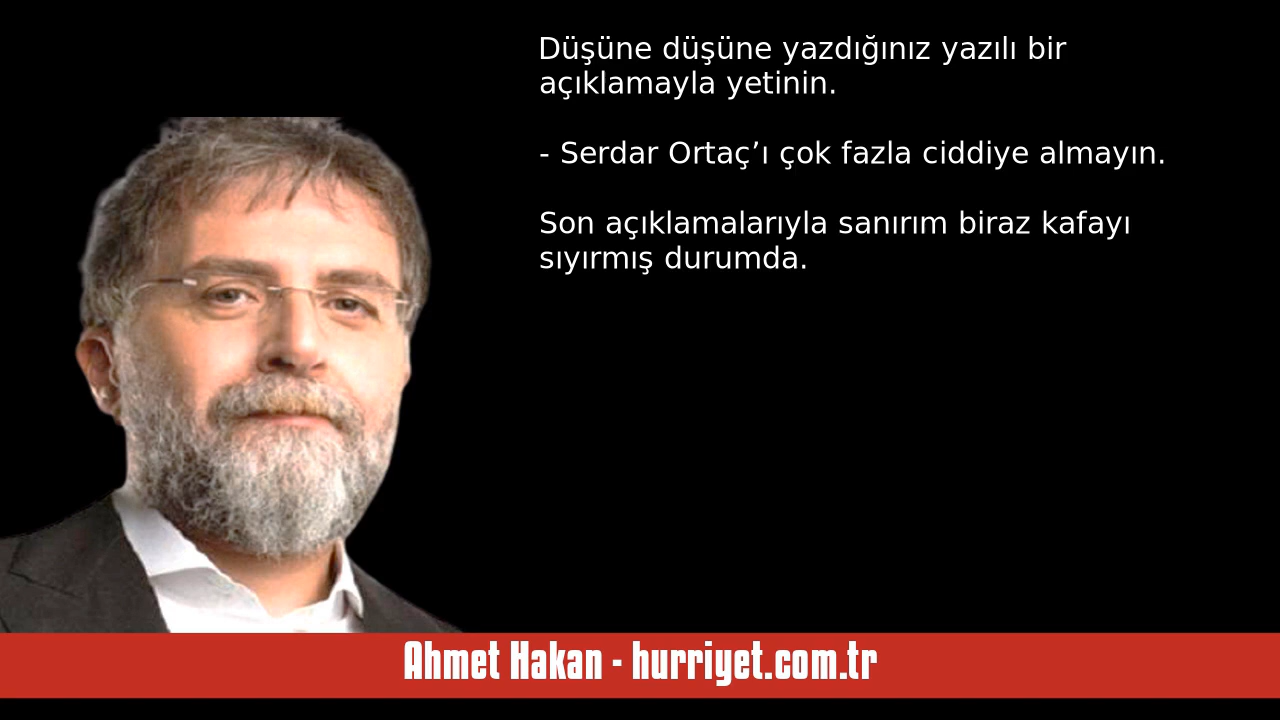 Düşüne düşüne yazdığınız yazılı bir
açıklamayla yetinin.
- Serdar Ortaç’ı çok fazla ciddiye almayın.
Son açıklamalarıyla sanırım biraz kafayı
sıyırmış durumda.
Ahmet Hakan - hurriyet.com.tr